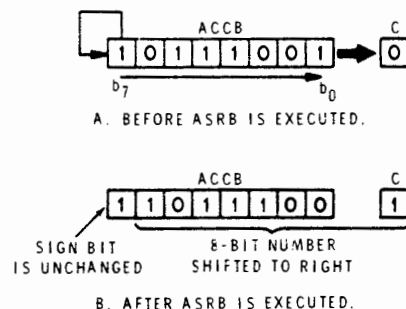 ACCB C
1 0 1 1 1 0 0 1 0
b7 b0
A. BEFORE ASRB IS EXECUTED.
ACCB C
1 1 0 1 1 1 0 0 1
SIGN BIT
IS UNCHANGED
8-BIT NUMBER
SHIFTED TO RIGHT
B. AFTER ASRB IS EXECUTED.